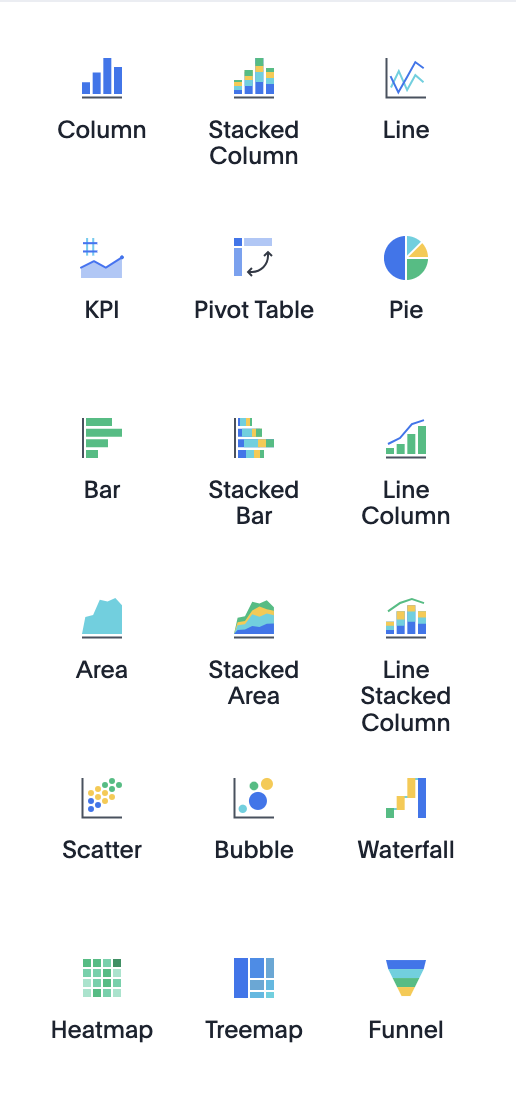 Column
Stacked
Column
Line
KPI
Pivot Table
Pie
Bar
Stacked
Bar
Line
Column
Area
Stacked
Area
Line
Stacked
Column
Scatter
Bubble
Waterfall
Heatmap
Treemap
Funnel